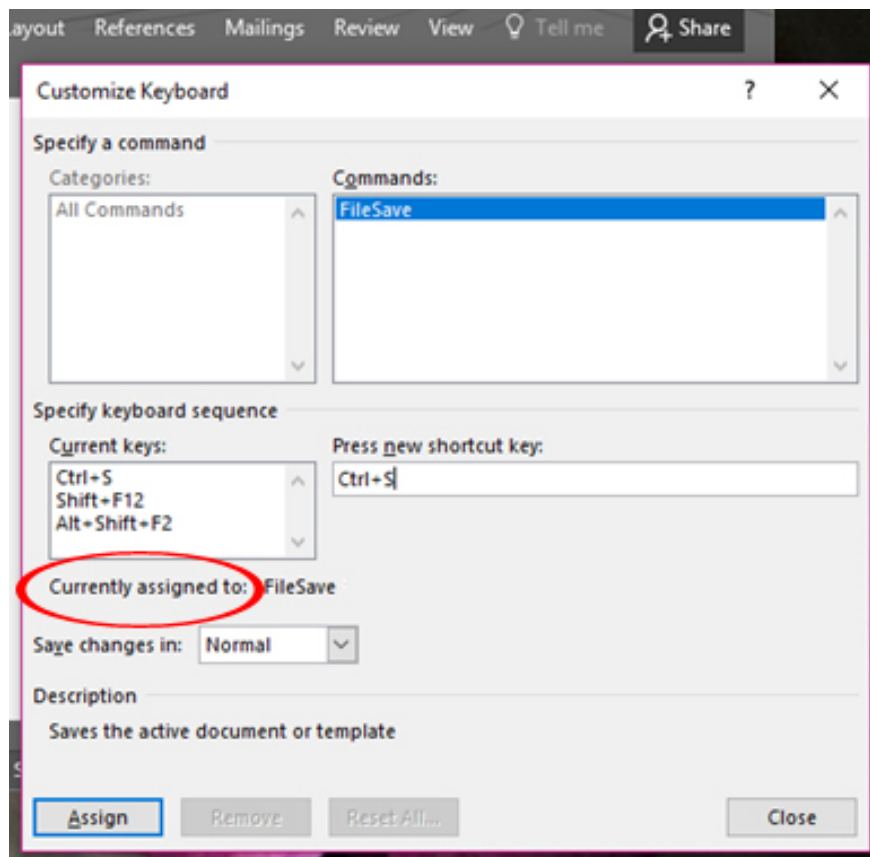 ayout References Mailings Review View Tell me Share
Customize Keyboard ? ×
Specify a command
Categories: Commands:
All Commands FileSave
Specify keyboard sequence
Current keys: Press new shortcut key:
Ctrl+S Ctrl+S
Shift+F12
Alt+Shift+F2
Currently assigned to: FileSave
Save changes in: Normal
Description
Saves the active document or template
Assign Remove Reset All... Close